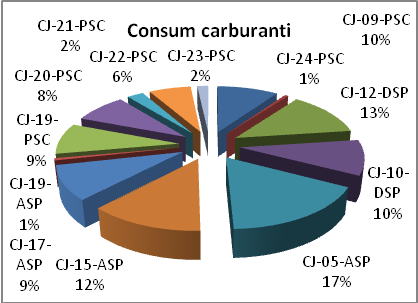 Consum carburanti
CJ-09-PSC
10%
CJ-24-PSC
1%
CJ-12-DSP
13%
CJ-10-
DSP
10%
CJ-05-ASP
17%
CJ-15-ASP
12%
CJ-17-
ASP
9%
CJ-19-
ASP
1%
CJ-19-
PSC
9%
CJ-20-PSC
8%
CJ-21-PSC
2%
CJ-22-PSC
6%
CJ-23-PSC
2%